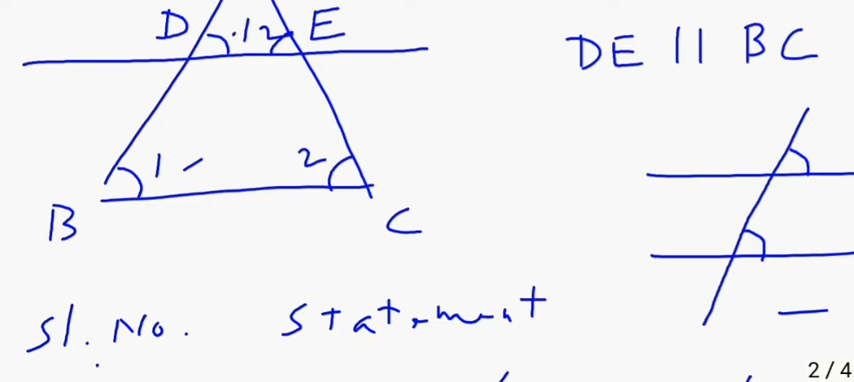 D 1 2 E
DE || BC
1 2
B C
Sl. No. Statement
2/4